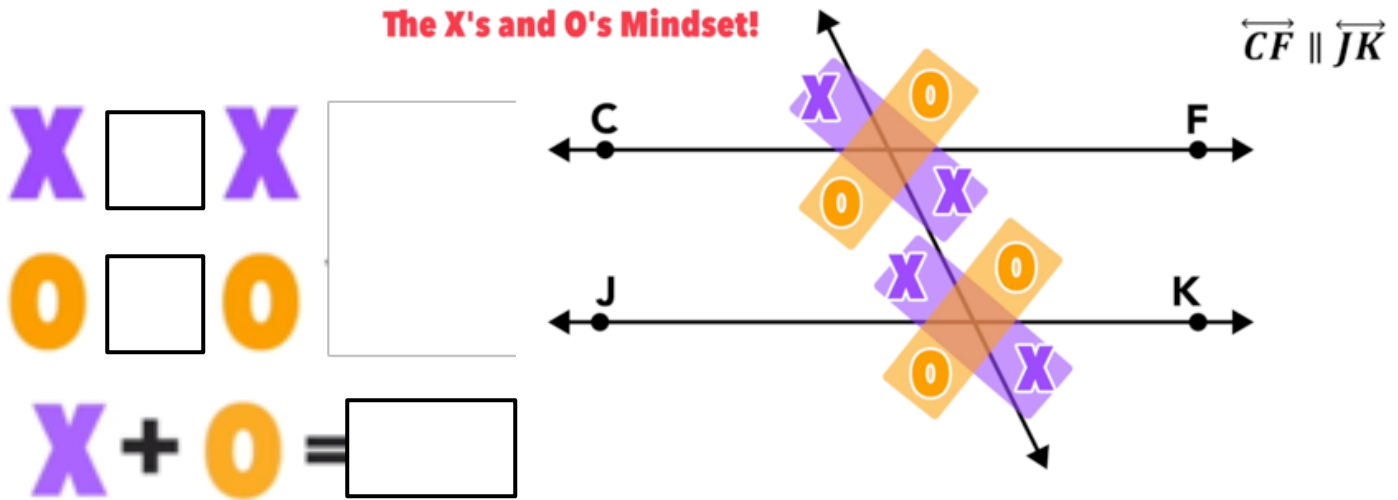 The X's and O's Mindset!
CF ∥ JK
X X
O O
X + O =
X O
C F
O X
X O
J K
O X